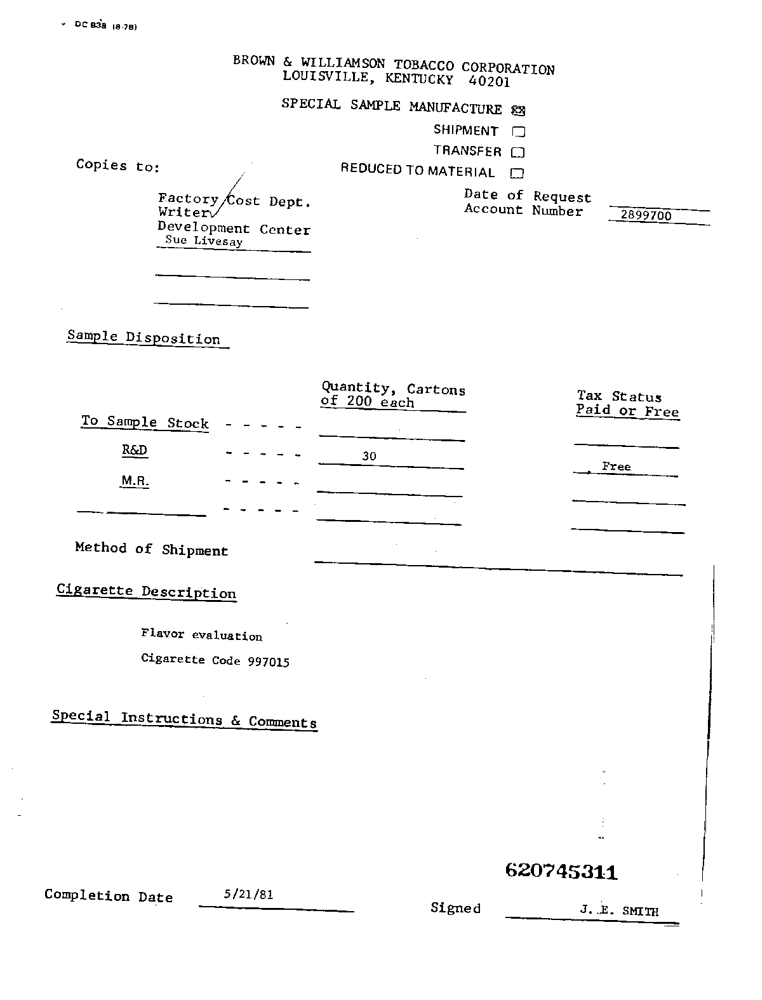 DC 838 (8-78)
BROWN & WILLIAMSON TOBACCO CORPORATION
LOUISVILLE, KENTUCKY 40201
SPECIAL SAMPLE MANUFACTURE ☒
SHIPMENT ☐
TRANSFER ☐
REDUCED TO MATERIAL ☐
Copies to:
Factory Cost Dept.
Writer
Development Center
Sue Livesay
Date of Request
Account Number 2899700
Sample Disposition
Quantity, Cartons
of 200 each
Tax Status
Paid or Free
To Sample Stock - - - - -
R&D - - - - - 30 Free
M.R. - - - - -
- - - - -
Method of Shipment
Cigarette Description
Flavor evaluation
Cigarette Code 997015
Special Instructions & Comments
620745311
Completion Date 5/21/81
Signed J. E. SMITH